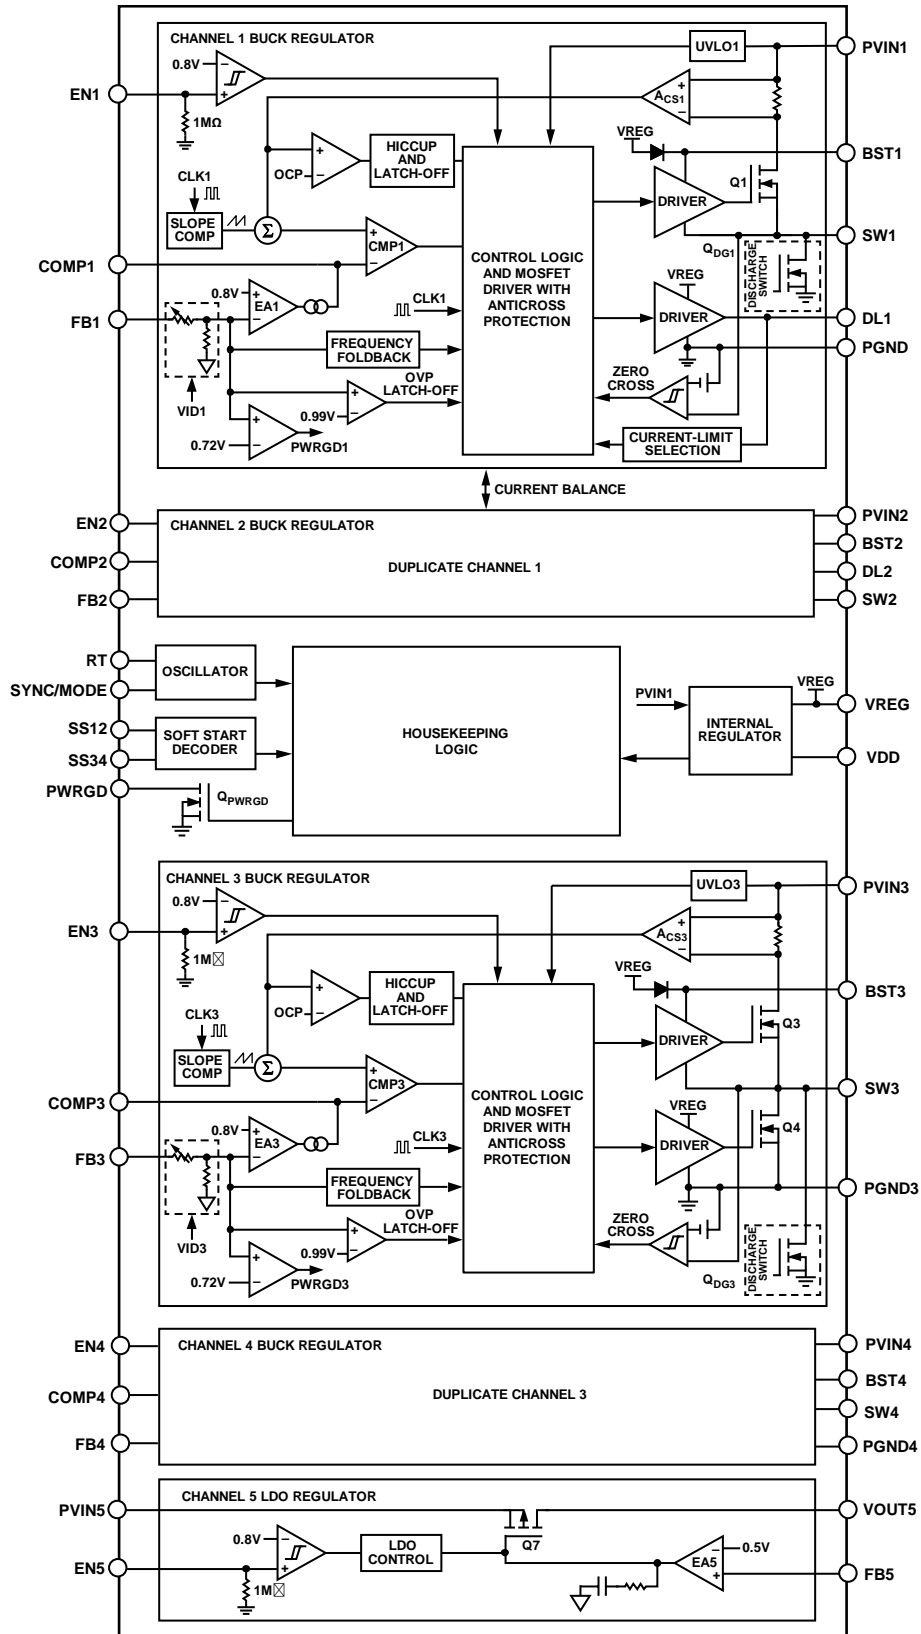 CHANNEL 1 BUCK REGULATOR
UVLO1
PVIN1
0.8V
–
+
EN1
1MΩ
ACS1
+
–
VREG
BST1
HICCUP
AND
LATCH-OFF
+
–
OCP
CLK1
Q1
DRIVER
SLOPE
COMP
Σ
+
–
CMP1
SW1
QDG1
DISCHARGE
SWITCH
COMP1
CONTROL LOGIC
AND MOSFET
DRIVER WITH
ANTICROSS
PROTECTION
0.8V
+
–
EA1
CLK1
VREG
DRIVER
DL1
FB1
FREQUENCY
FOLDBACK
PGND
VID1
OVP
LATCH-OFF
ZERO
CROSS
0.99V
+
–
0.72V
+
–
PWRGD1
CURRENT-LIMIT
SELECTION
CURRENT BALANCE
EN2
COMP2
FB2
CHANNEL 2 BUCK REGULATOR
DUPLICATE CHANNEL 1
PVIN2
BST2
DL2
SW2
RT
SYNC/MODE
OSCILLATOR
SS12
SS34
SOFT START
DECODER
PWRGD
QPWRGD
HOUSEKEEPING
LOGIC
PVIN1
INTERNAL
REGULATOR
VREG
VREG
VDD
CHANNEL 3 BUCK REGULATOR
UVLO3
PVIN3
0.8V
–
+
EN3
1M
ACS3
+
–
VREG
BST3
HICCUP
AND
LATCH-OFF
+
–
OCP
CLK3
Q3
DRIVER
SLOPE
COMP
Σ
+
–
CMP3
SW3
COMP3
CONTROL LOGIC
AND MOSFET
DRIVER WITH
ANTICROSS
PROTECTION
0.8V
+
–
EA3
CLK3
VREG
DRIVER
Q4
FB3
FREQUENCY
FOLDBACK
PGND3
VID3
OVP
LATCH-OFF
ZERO
CROSS
0.99V
+
–
0.72V
+
–
PWRGD3
QDG3
DISCHARGE
SWITCH
EN4
COMP4
FB4
CHANNEL 4 BUCK REGULATOR
DUPLICATE CHANNEL 3
PVIN4
BST4
SW4
PGND4
CHANNEL 5 LDO REGULATOR
PVIN5
VOUT5
0.8V
–
+
EN5
1M
LDO
CONTROL
Q7
EA5
–
+
0.5V
FB5